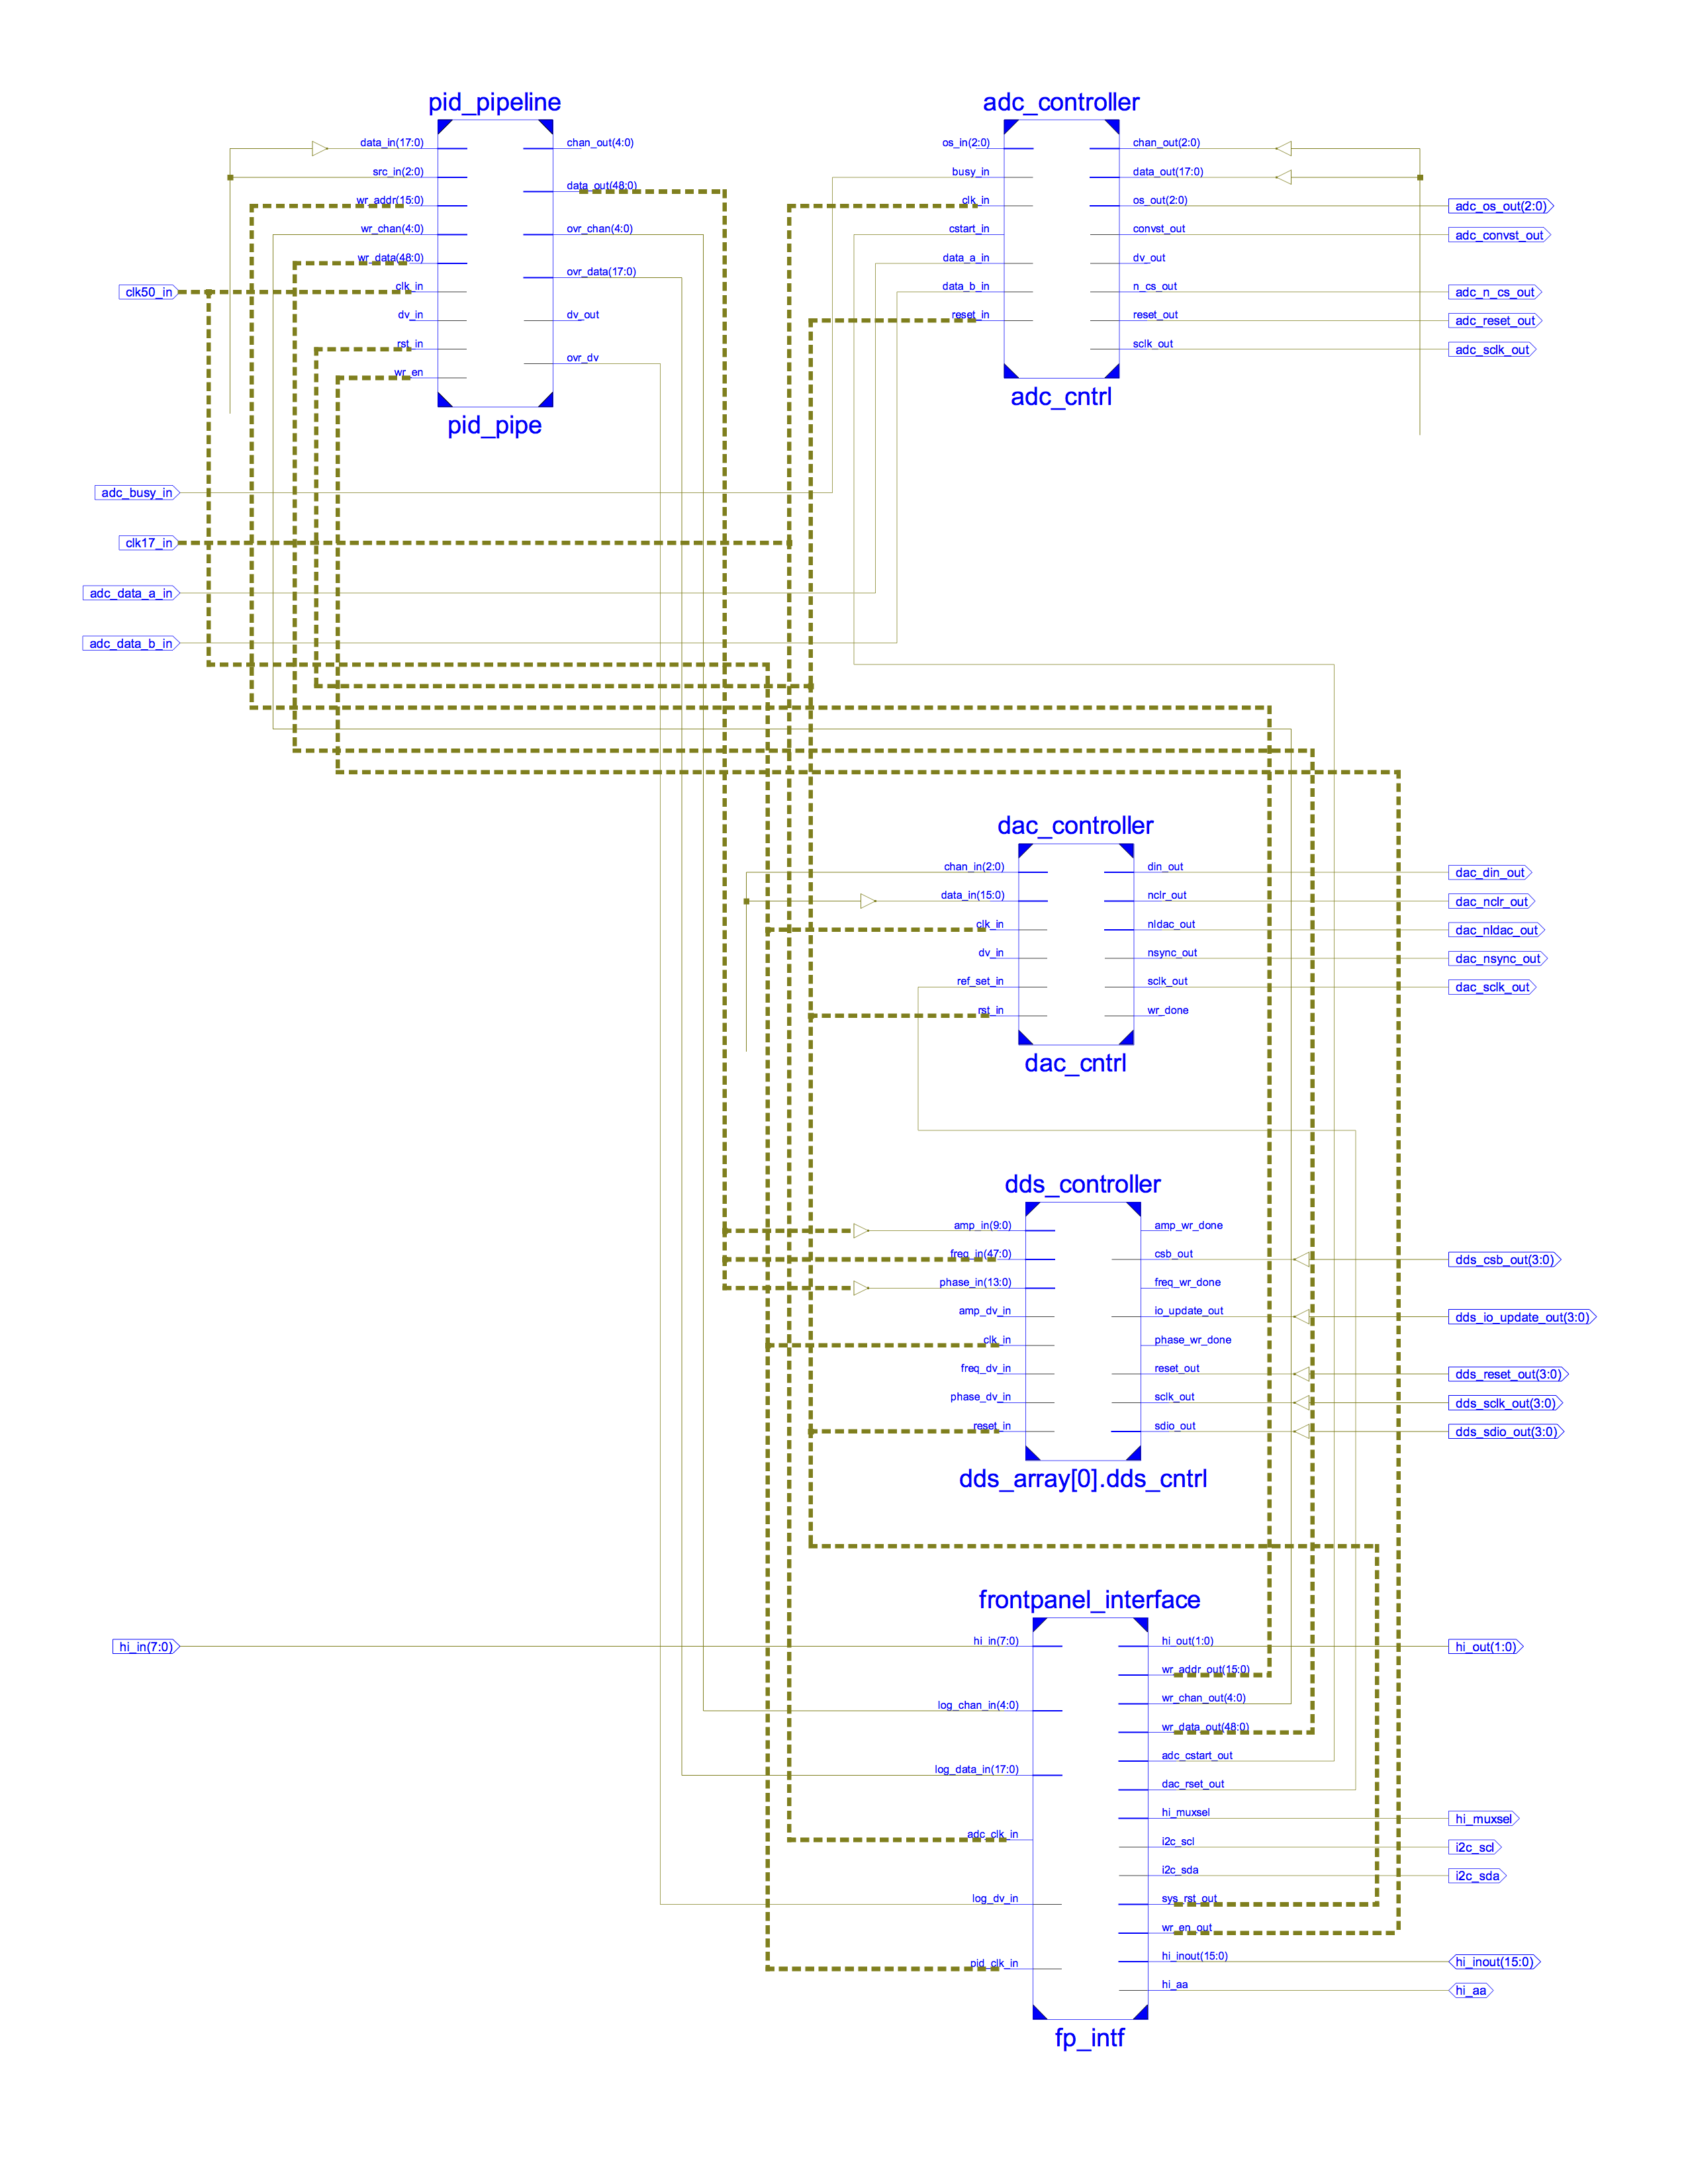 pid_pipeline
data_in(17:0)
src_in(2:0)
wr_addr(15:0)
wr_chan(4:0)
wr_data(48:0)
clk_in
dv_in
rst_in
wr_en
chan_out(4:0)
data_out(48:0)
ovr_chan(4:0)
ovr_data(17:0)
dv_out
ovr_dv
pid_pipe
adc_controller
os_in(2:0)
busy_in
clk_in
cstart_in
data_a_in
data_b_in
reset_in
chan_out(2:0)
data_out(17:0)
os_out(2:0)
convst_out
dv_out
n_cs_out
reset_out
sclk_out
adc_cntrl
adc_os_out(2:0)
adc_convst_out
adc_n_cs_out
adc_reset_out
adc_sclk_out
clk50_in
adc_busy_in
clk17_in
adc_data_a_in
adc_data_b_in
dac_controller
chan_in(2:0)
data_in(15:0)
clk_in
dv_in
ref_set_in
rst_in
din_out
nclr_out
nldac_out
nsync_out
sclk_out
wr_done
dac_cntrl
dac_din_out
dac_nclr_out
dac_nldac_out
dac_nsync_out
dac_sclk_out
dds_controller
amp_in(9:0)
freq_in(47:0)
phase_in(13:0)
amp_dv_in
clk_in
freq_dv_in
phase_dv_in
reset_in
amp_wr_done
csb_out
freq_wr_done
io_update_out
phase_wr_done
reset_out
sclk_out
sdio_out
dds_array[0].dds_cntrl
dds_csb_out(3:0)
dds_io_update_out(3:0)
dds_reset_out(3:0)
dds_sclk_out(3:0)
dds_sdio_out(3:0)
frontpanel_interface
hi_in(7:0)
hi_in(7:0)
log_chan_in(4:0)
log_data_in(17:0)
adc_clk_in
log_dv_in
pid_clk_in
hi_out(1:0)
wr_addr_out(15:0)
wr_chan_out(4:0)
wr_data_out(48:0)
adc_cstart_out
dac_rset_out
hi_muxsel
i2c_scl
i2c_sda
sys_rst_out
wr_en_out
hi_inout(15:0)
hi_aa
fp_intf
hi_out(1:0)
hi_muxsel
i2c_scl
i2c_sda
hi_inout(15:0)
hi_aa